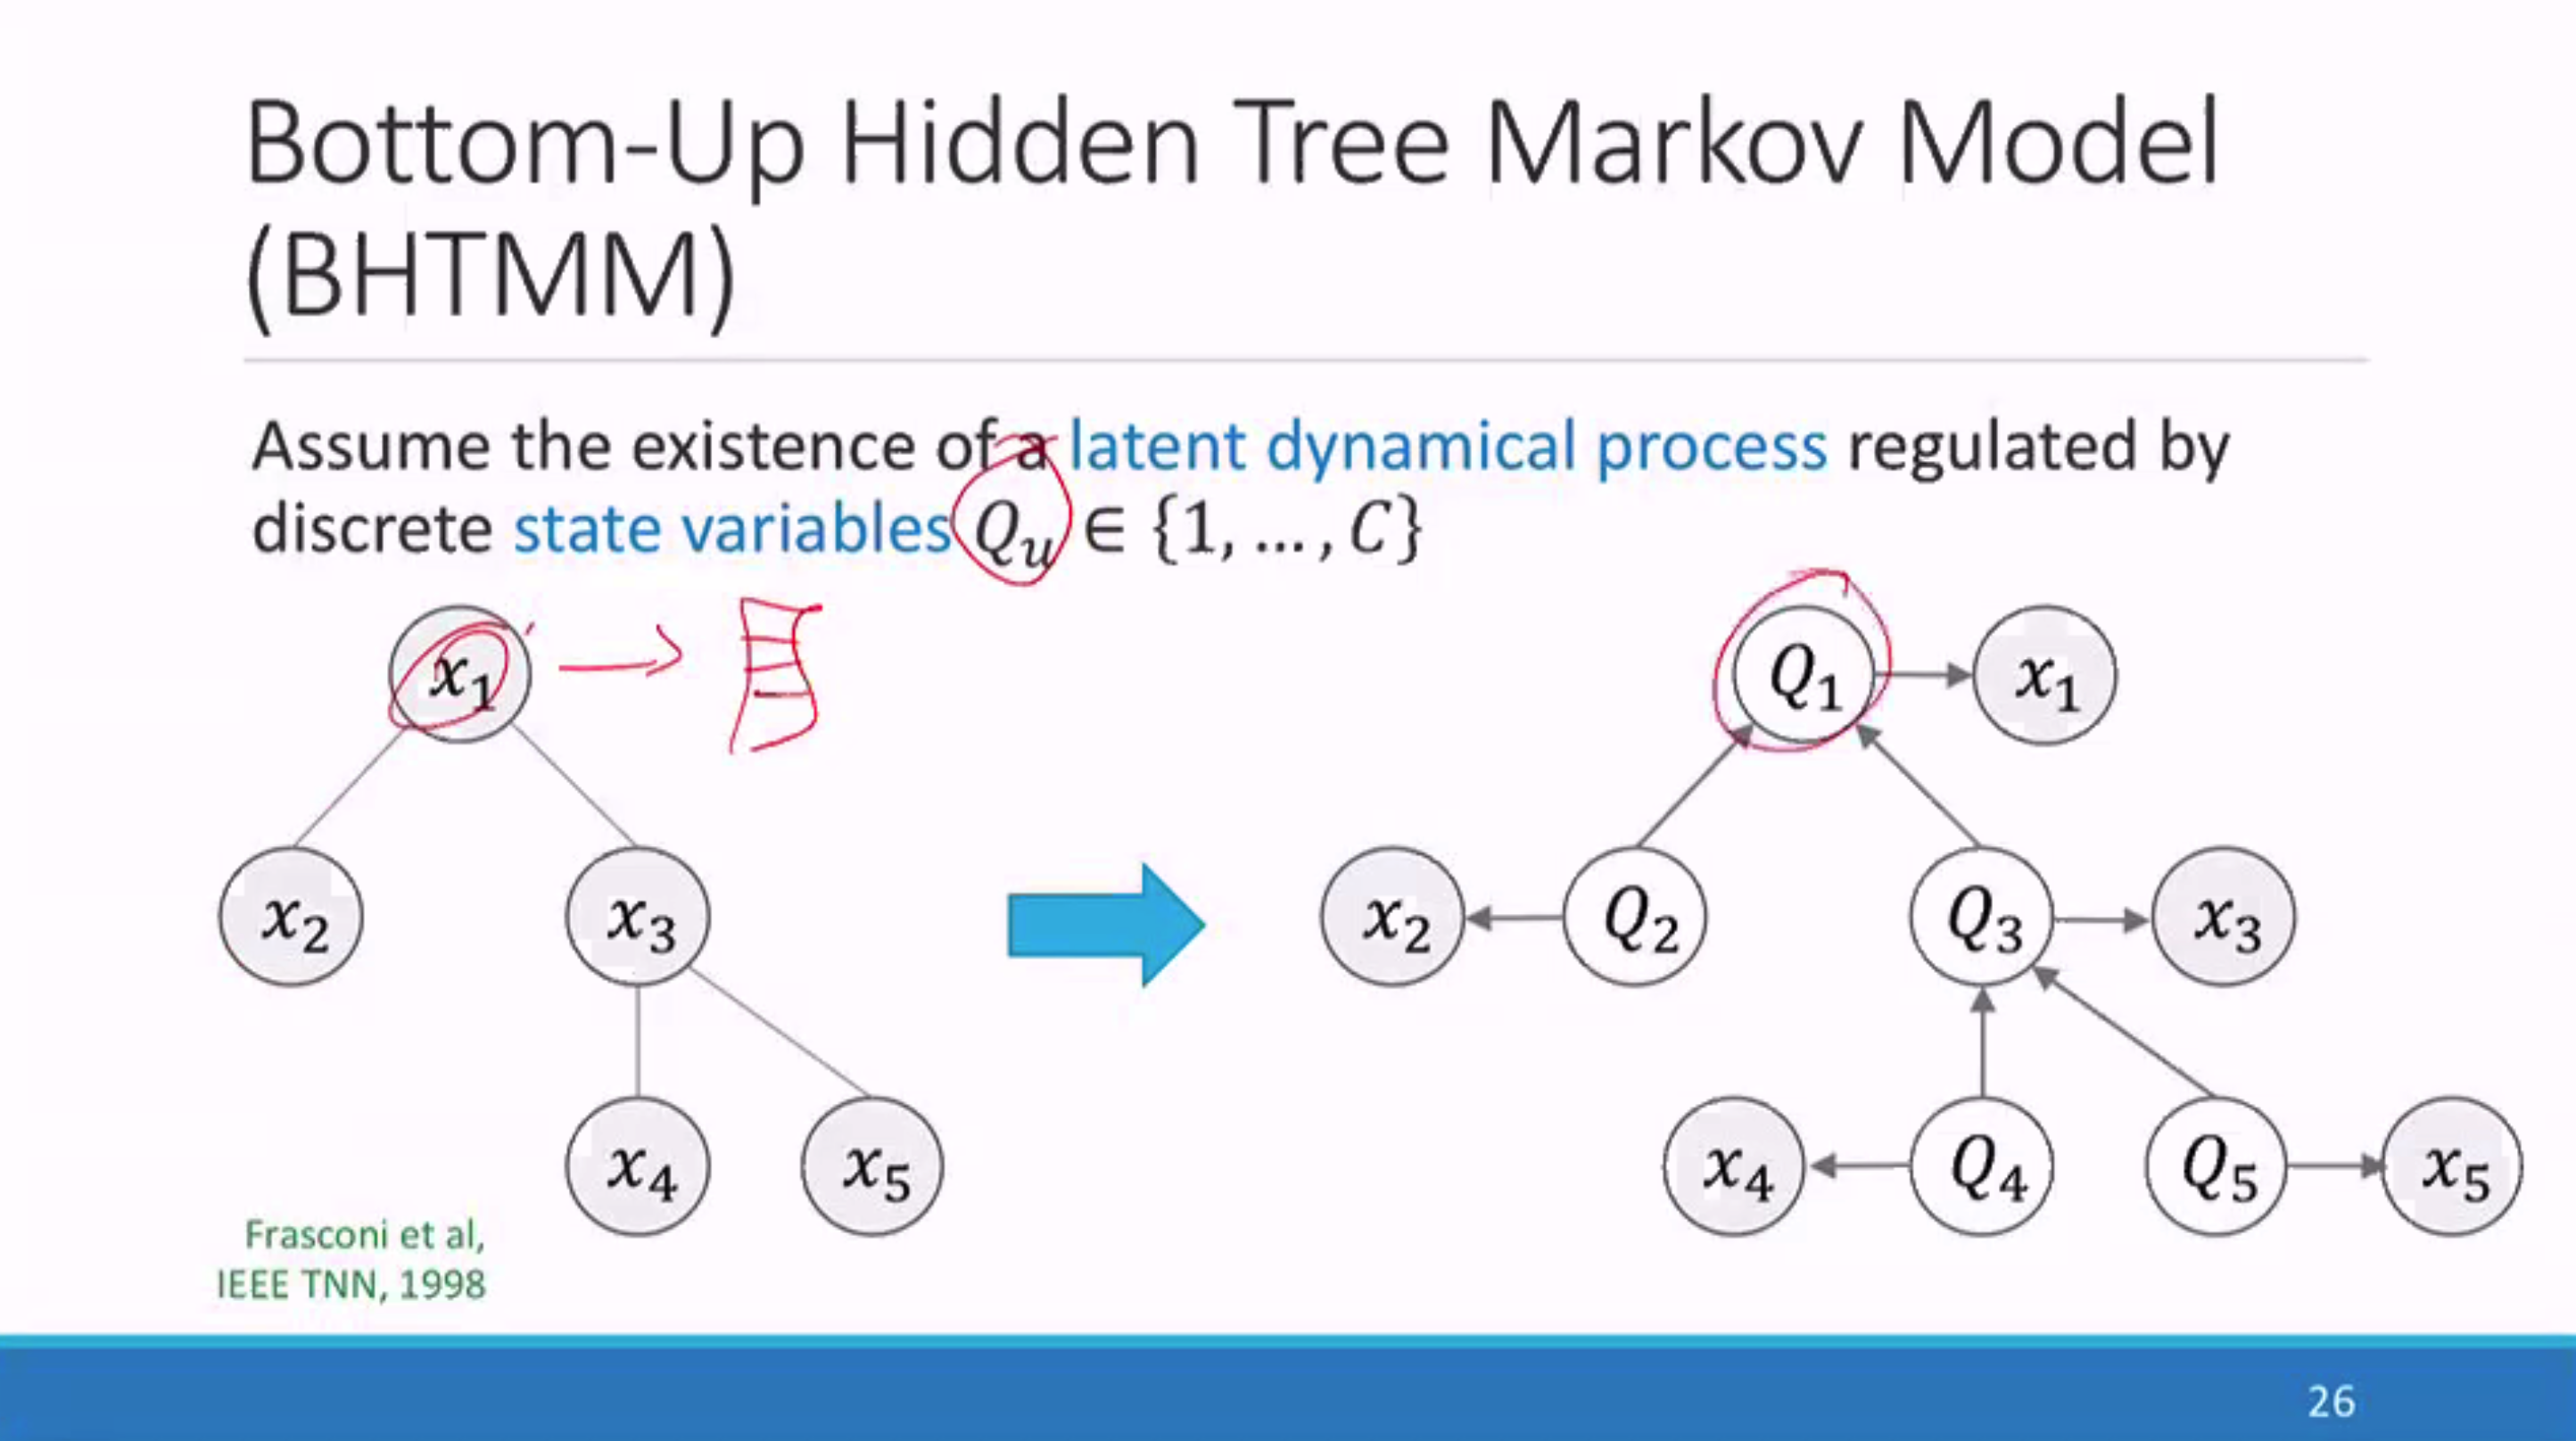 Bottom-Up Hidden Tree Markov Model
(BHTMM)
Assume the existence of a latent dynamical process regulated by
discrete state variables Q_u ∈ {1, … , C}
x_1
Q_1
x_1
x_2
x_3
x_2
Q_2
Q_3
x_3
x_4
x_5
x_4
Q_4
Q_5
x_5
Frasconi et al,
IEEE TNN, 1998
26